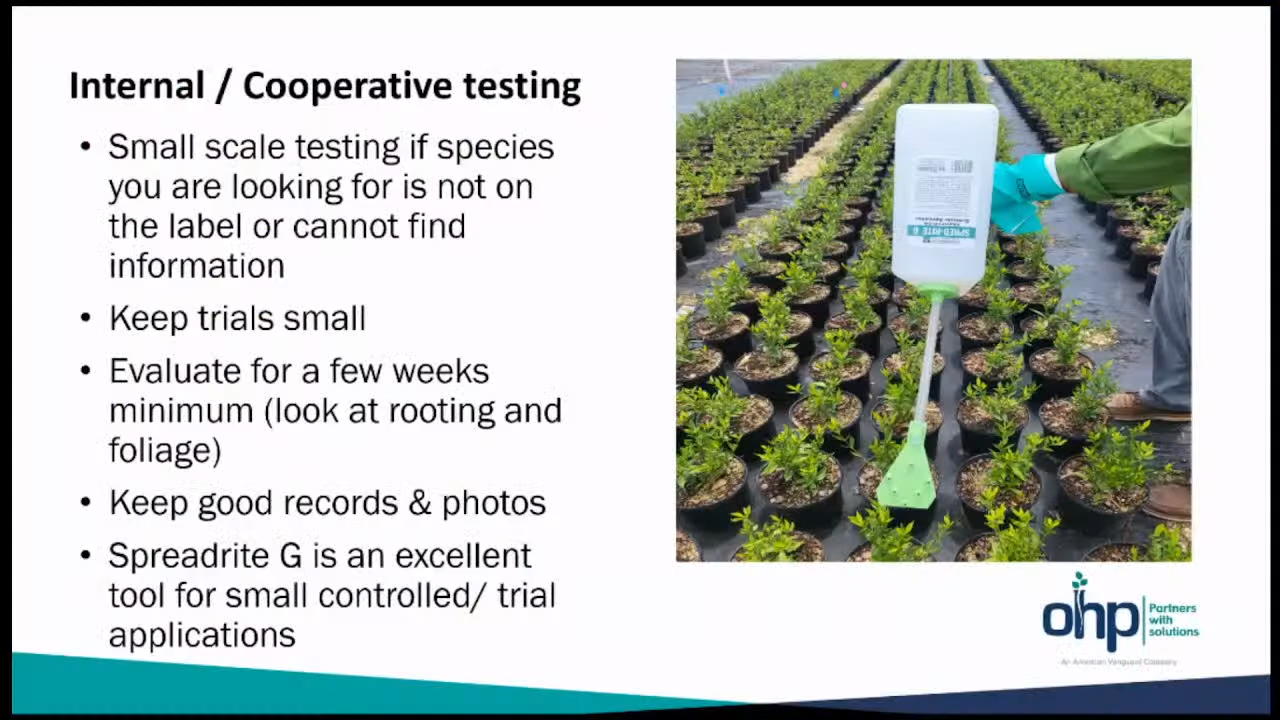 Internal / Cooperative testing
• Small scale testing if species
you are looking for is not on
the label or cannot find
information
• Keep trials small
• Evaluate for a few weeks
minimum (look at rooting and
foliage)
• Keep good records & photos
• Spreadrite G is an excellent
tool for small controlled/ trial
applications
SPRED-RITE G
ohp
Partners
with
solutions
An American Vanguard Company